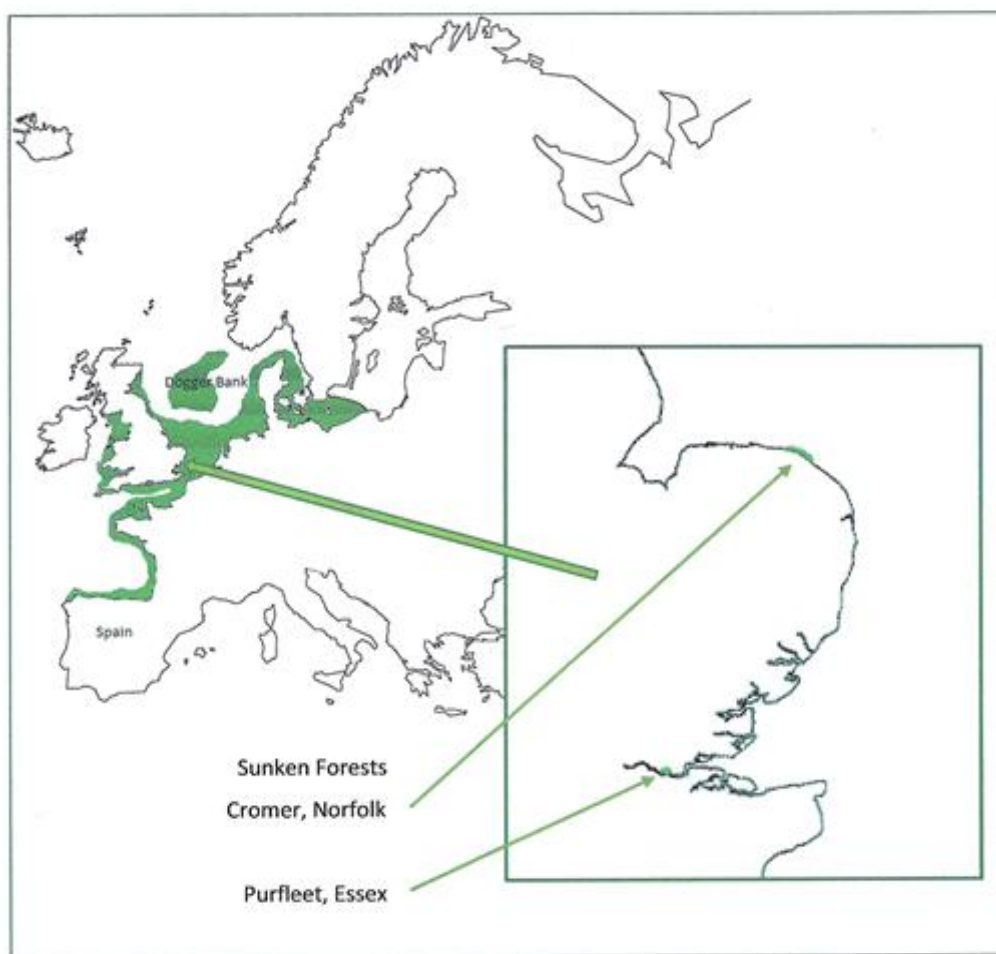 Dogger Bank
Spain
Sunken Forests
Cromer, Norfolk
Purfleet, Essex